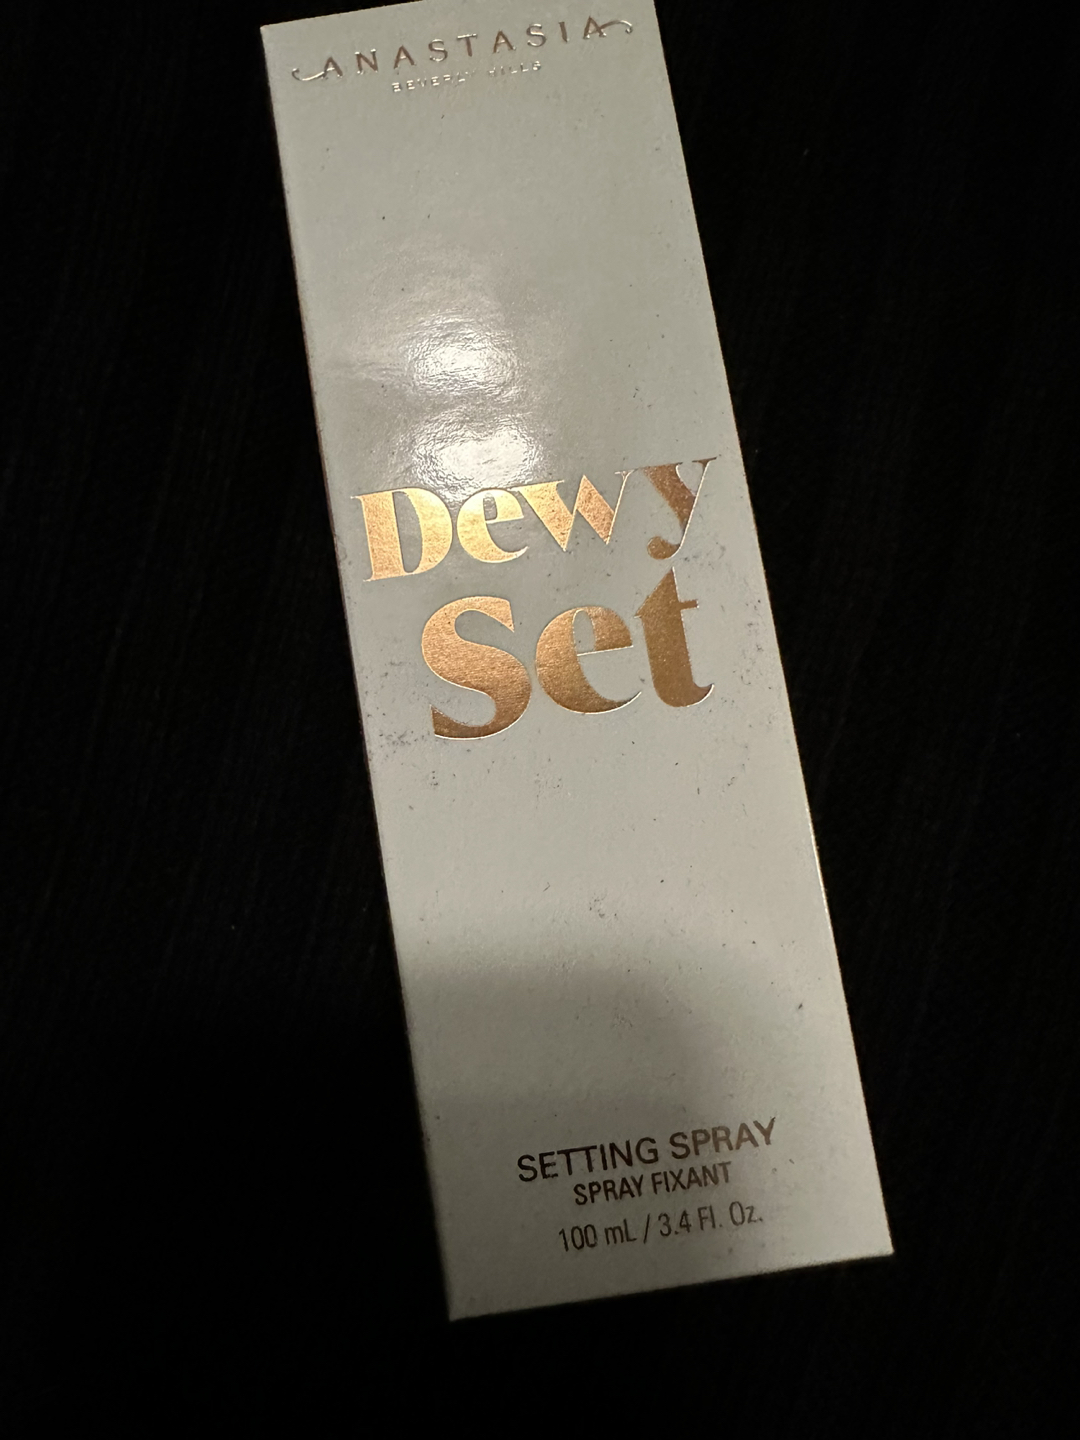 ANASTASIA
BEVERLY HILLS
Dewy
Set
SETTING SPRAY
SPRAY FIXANT
100 mL / 3.4 Fl. Oz.